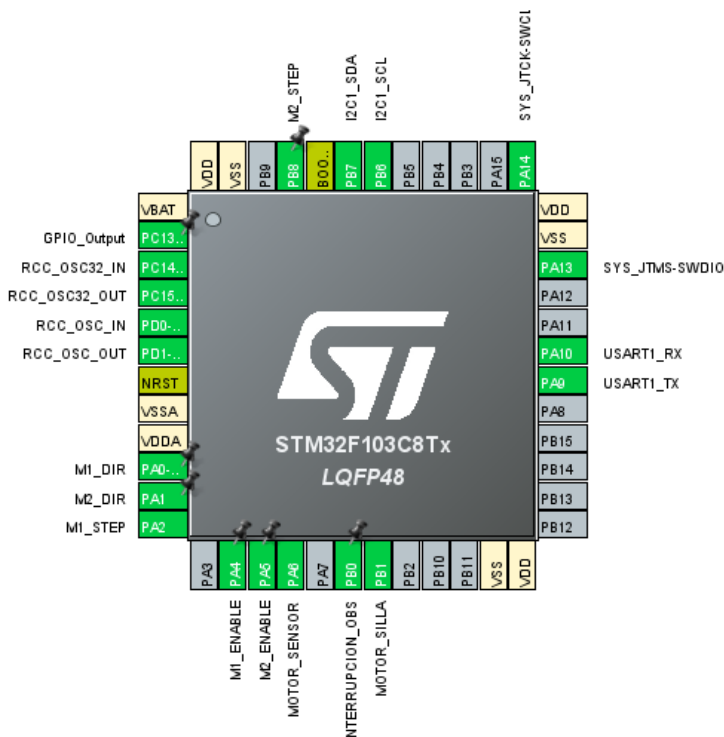 M2_STEP
I2C1_SDA
I2C1_SCL
SYS_JTCK-SWCL
VDD
VSS
PB9
PB8
BOO..
PB7
PB6
PB5
PB4
PB3
PA15
PA14
VBAT
GPIO_Output PC13..
RCC_OSC32_IN PC14..
RCC_OSC32_OUT PC15..
RCC_OSC_IN PD0-..
RCC_OSC_OUT PD1-..
NRST
VSSA
VDDA
M1_DIR PA0-..
M2_DIR PA1
M1_STEP PA2
ST
STM32F103C8Tx
LQFP48
VDD
VSS
PA13 SYS_JTMS-SWDIO
PA12
PA11
PA10 USART1_RX
PA9 USART1_TX
PA8
PB15
PB14
PB13
PB12
PA3
PA4
PA5
PA6
PA7
PB0
PB1
PB2
PB10
PB11
VSS
VDD
M1_ENABLE
M2_ENABLE
MOTOR_SENSOR
NTERRUPCION_OBS
MOTOR_SILLA